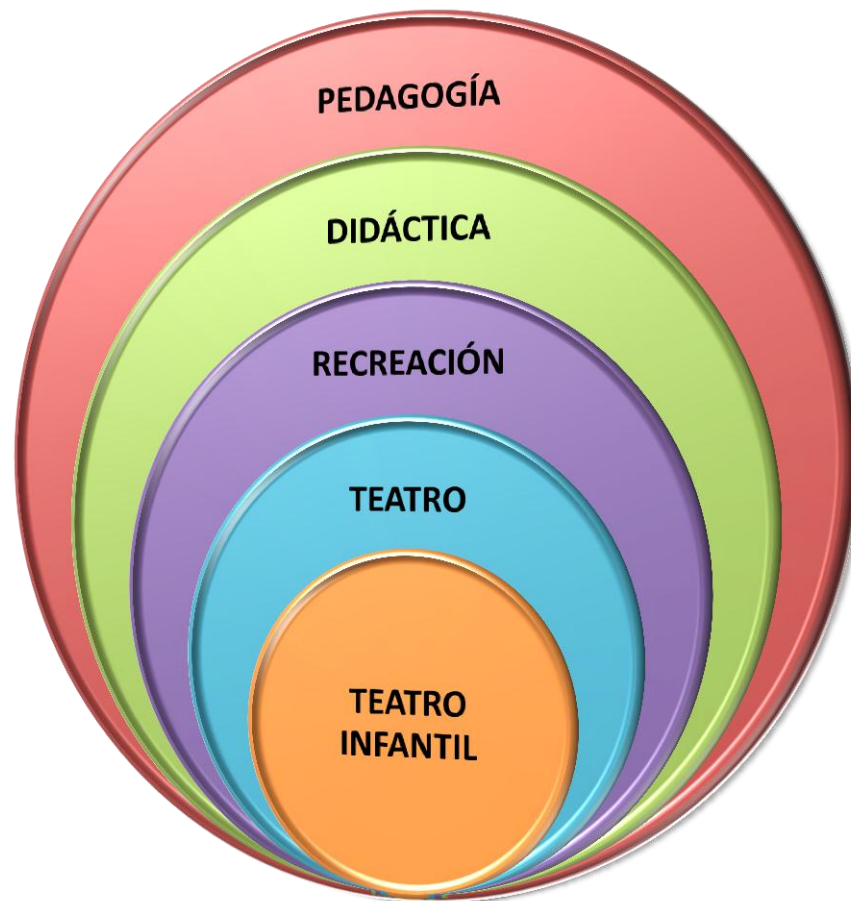 PEDAGOGÍA
DIDÁCTICA
RECREACIÓN
TEATRO
TEATRO
INFANTIL